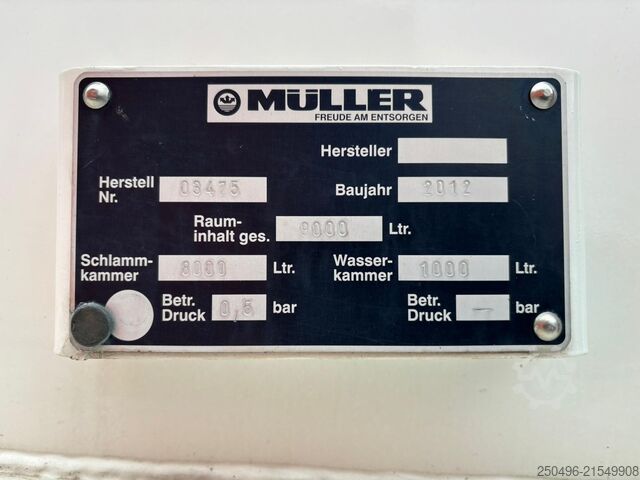 MÜLLER
FREUDE AM ENTSORGEN
Hersteller
Herstell Nr. 03475 Baujahr 2012
Raum-
inhalt ges. 9000 Ltr.
Schlamm-
kammer 8000 Ltr. Wasser-
kammer 1000 Ltr.
Betr.
Druck 0,5 bar Betr.
Druck – bar
250496-21549908